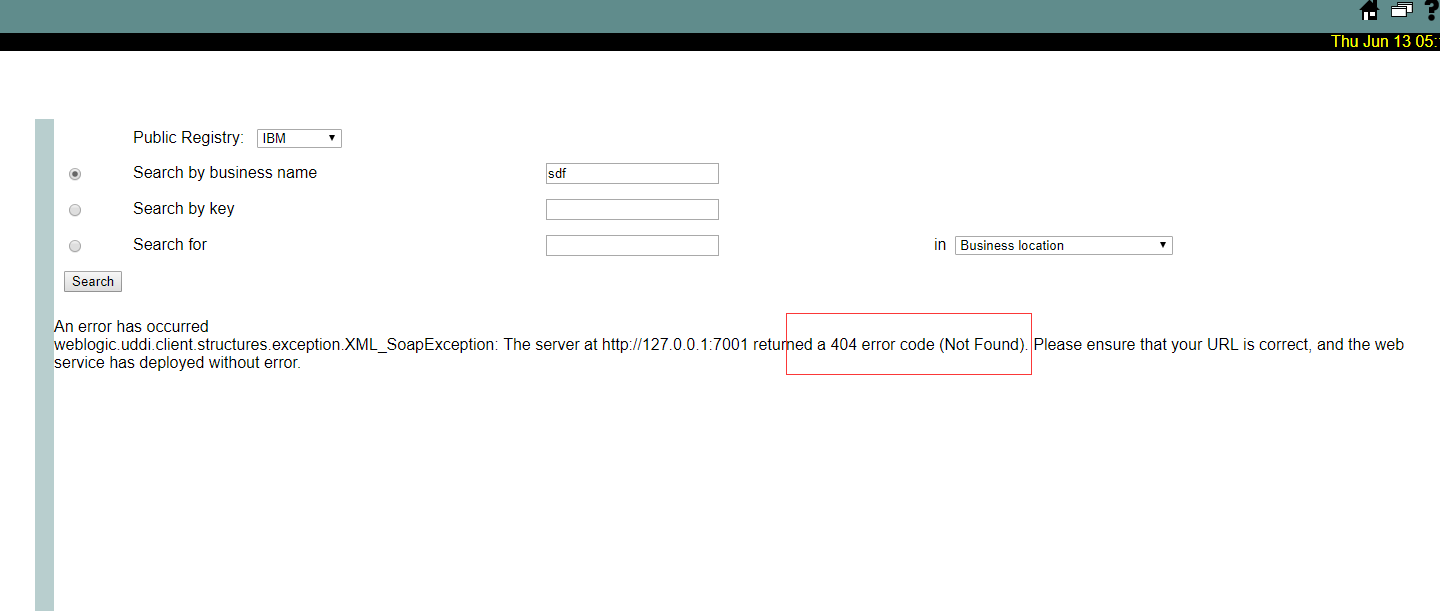 Thu Jun 13 05:
Public Registry: IBM
Search by business name sdf
Search by key
Search for in Business location
Search
An error has occurred
weblogic.uddi.client.structures.exception.XML_SoapException: The server at http://127.0.0.1:7001 returned a 404 error code (Not Found). Please ensure that your URL is correct, and the web
service has deployed without error.